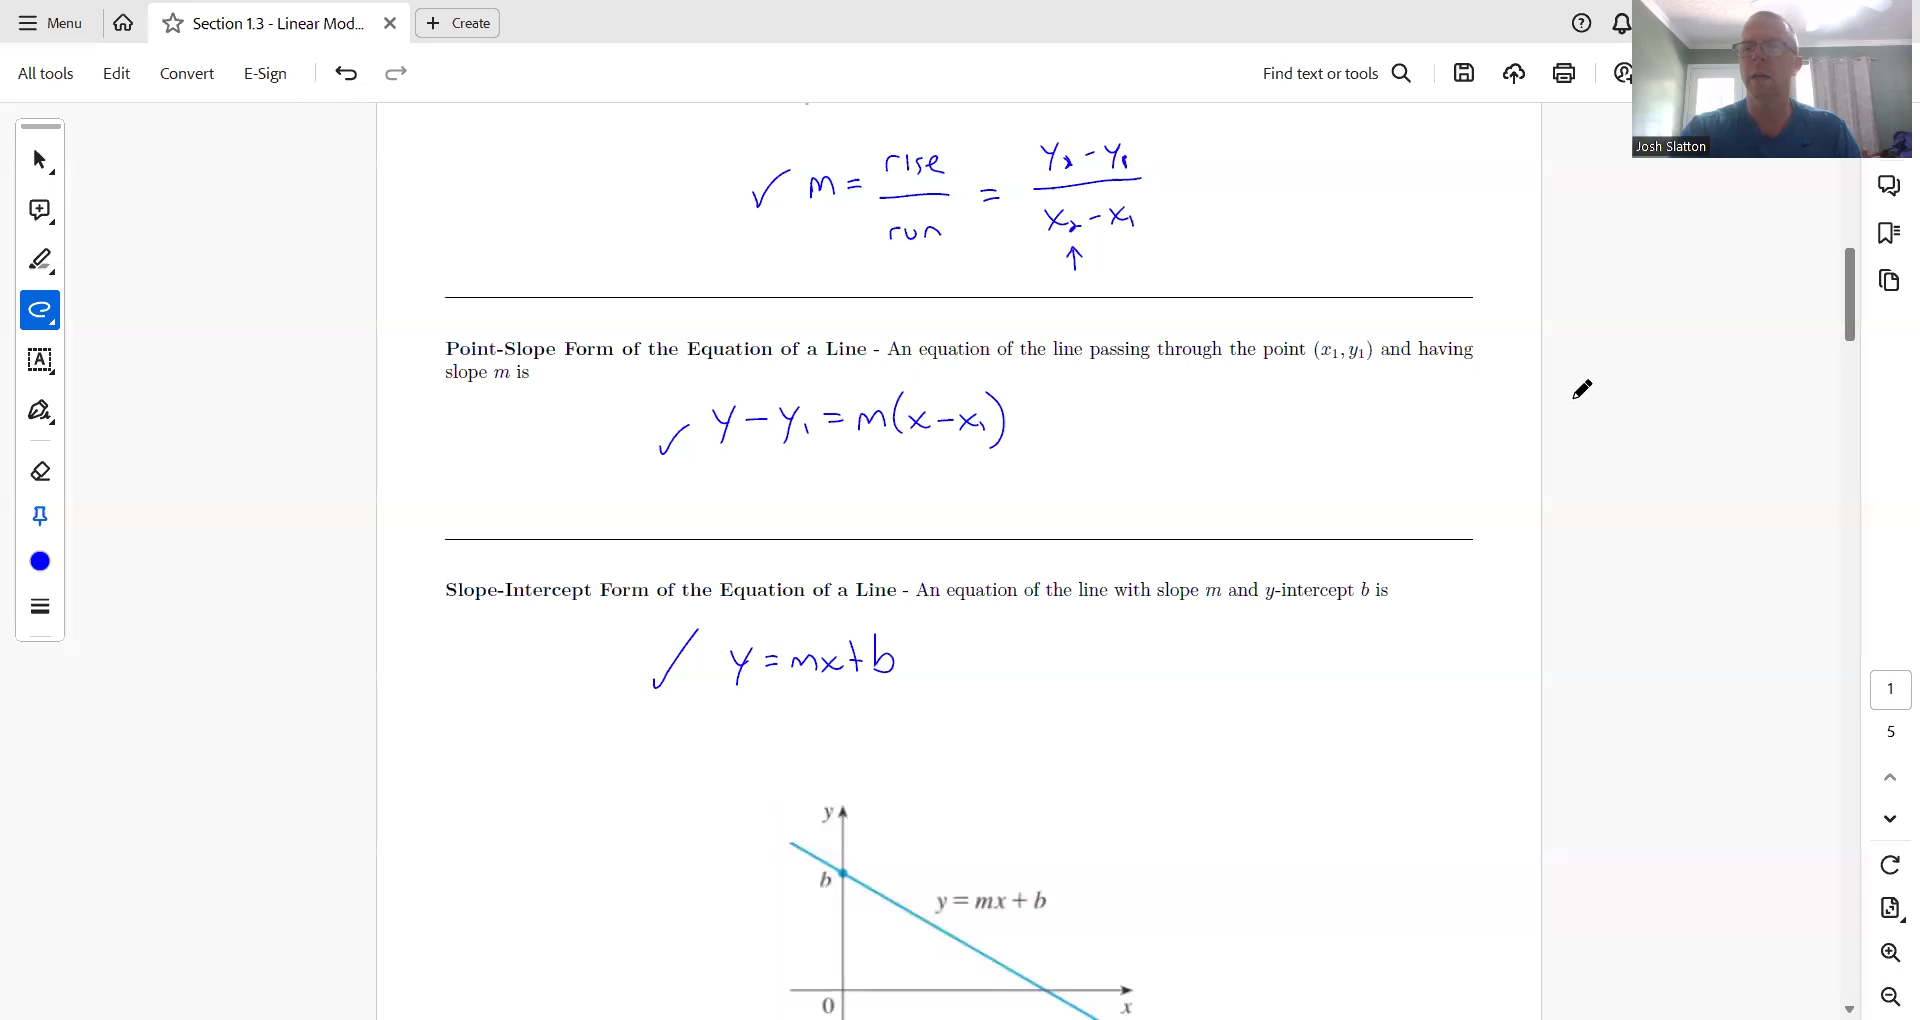 Menu
Section 1.3 - Linear Mod...
Create
All tools
Edit
Convert
E-Sign
Find text or tools
Josh Slatton
m = rise / run = y₂ - y₁ / x₂ - x₁
Point-Slope Form of the Equation of a Line - An equation of the line passing through the point (x₁, y₁) and having
slope m is
y - y₁ = m(x - x₁)
Slope-Intercept Form of the Equation of a Line - An equation of the line with slope m and y-intercept b is
y = mx + b
1
5
y
b
y = mx + b
0
x